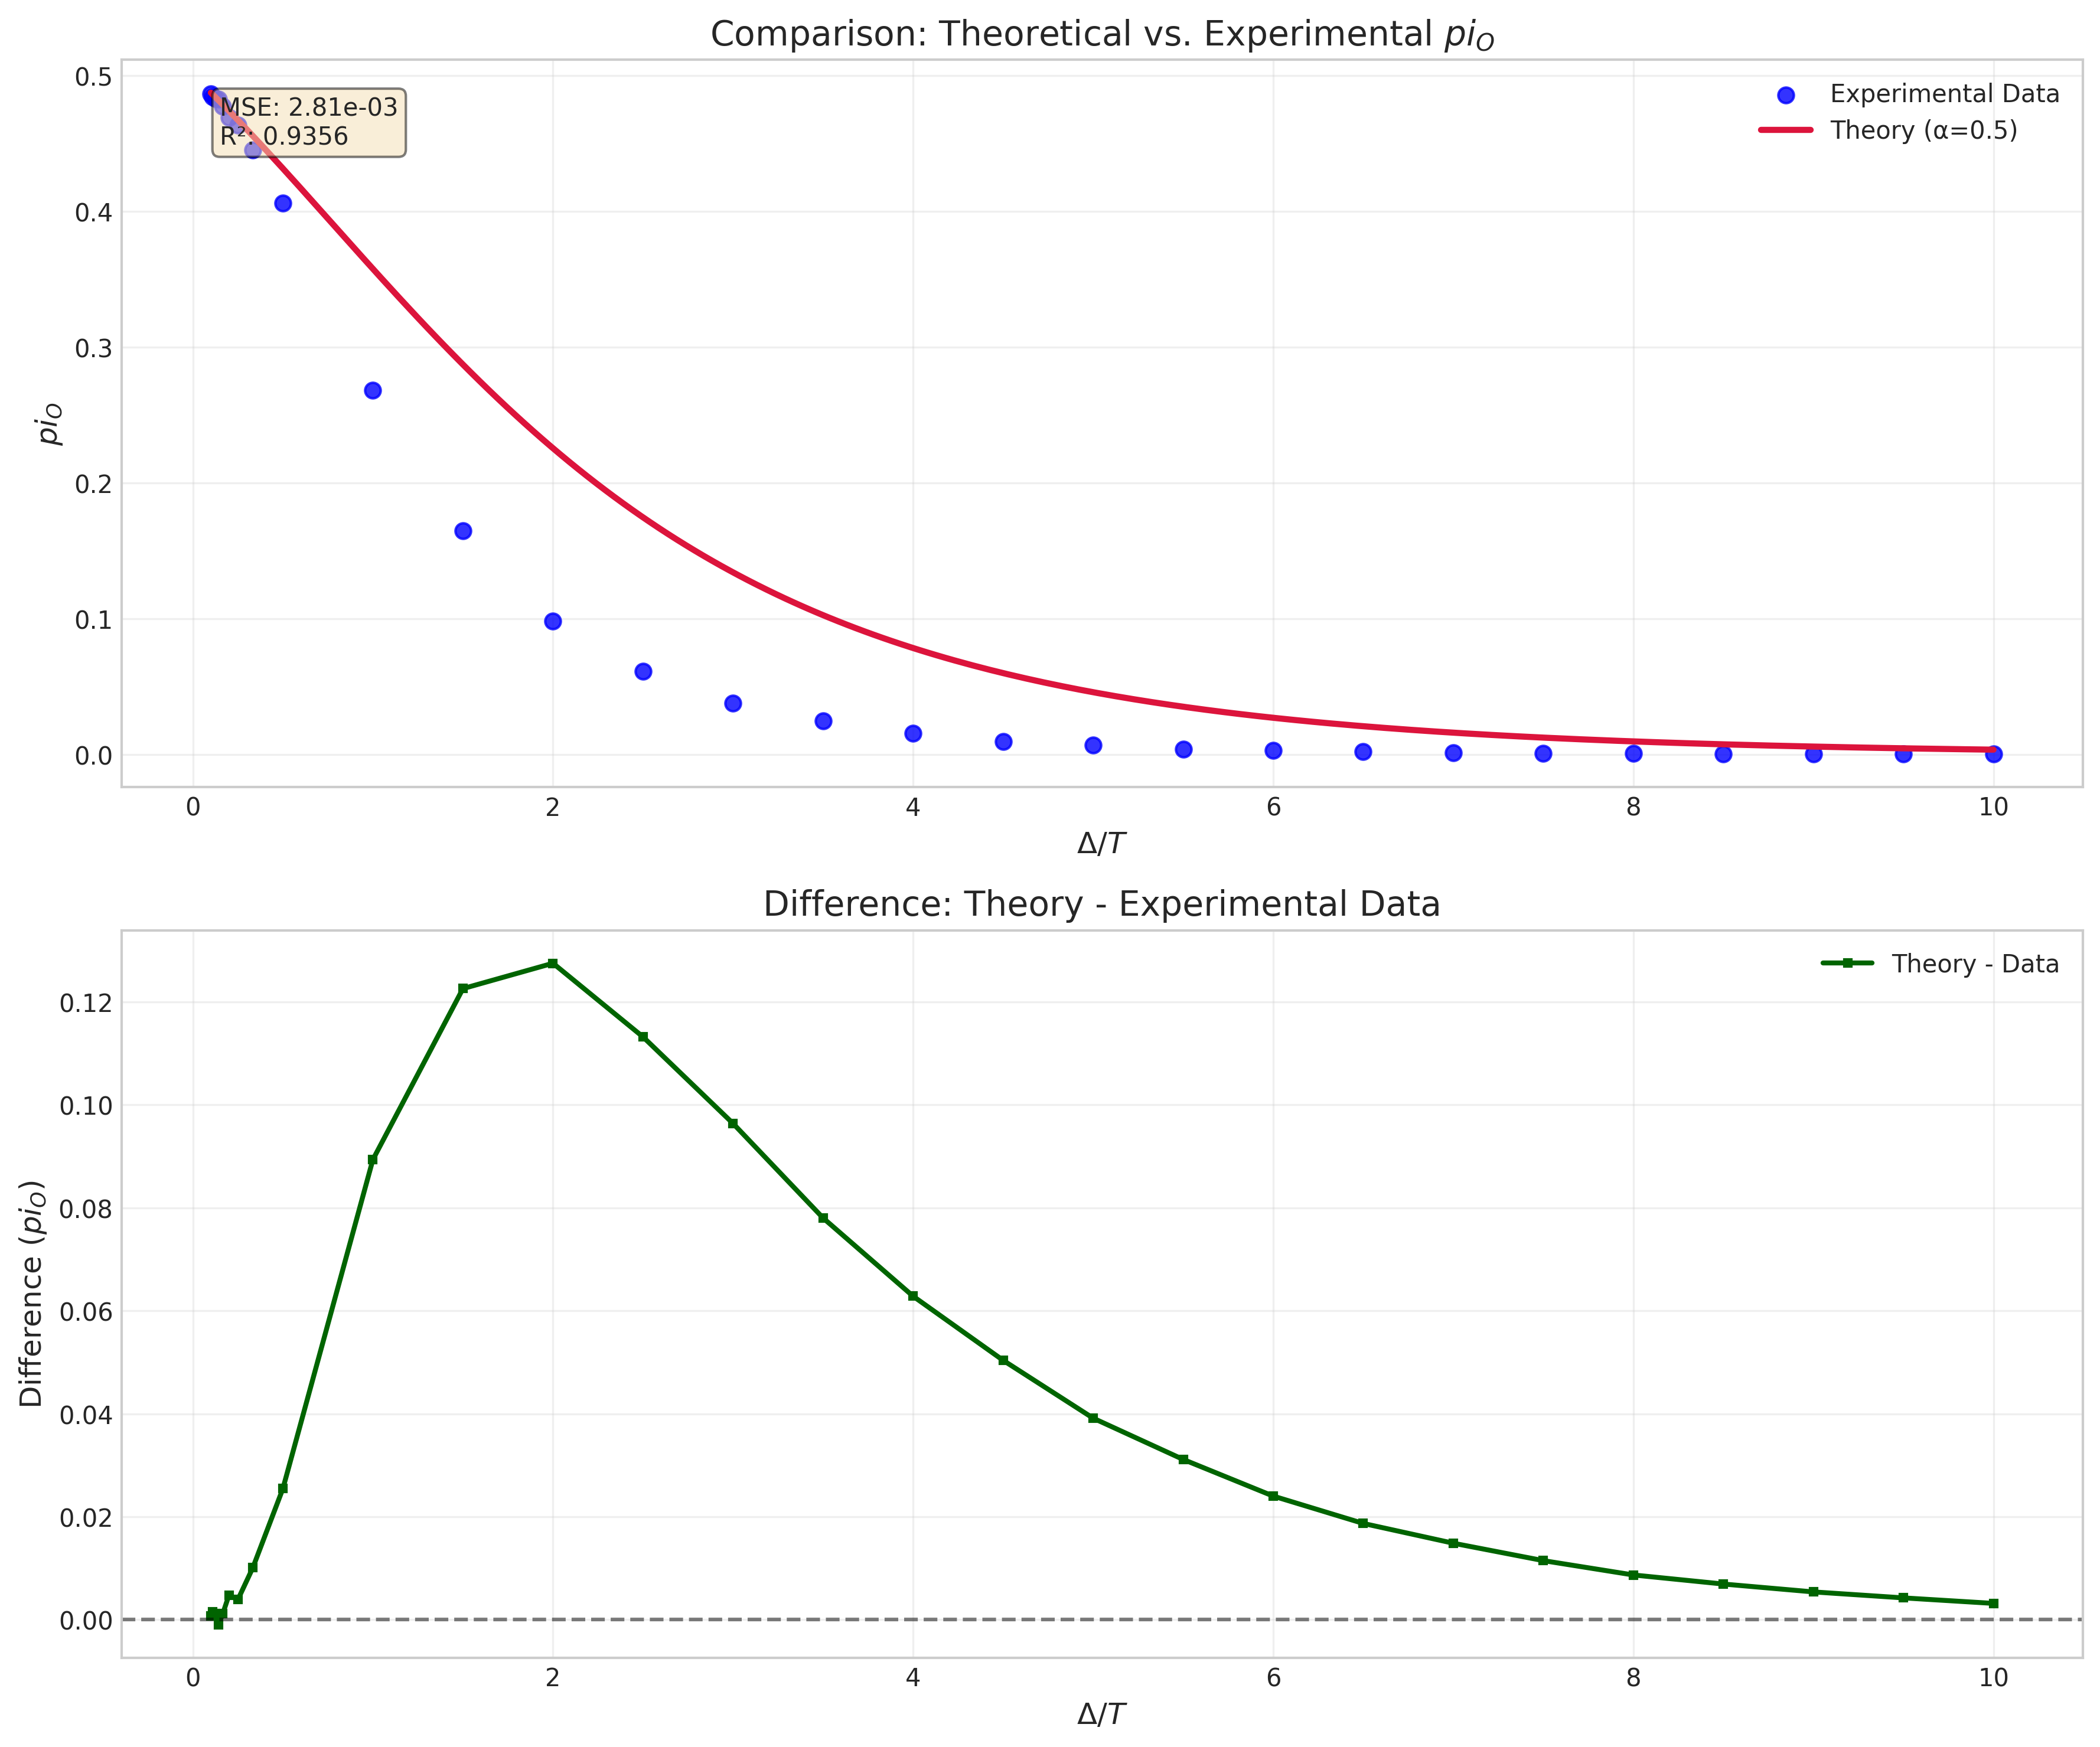 Comparison: Theoretical vs. Experimental pi_O
0.5
0.4
0.3
0.2
0.1
0.0
pi_O
MSE: 2.81e-03
R²: 0.9356
Experimental Data
Theory (α=0.5)
0 2 4 6 8 10
Δ/T
Difference: Theory - Experimental Data
0.12
0.10
0.08
0.06
0.04
0.02
0.00
Difference (pi_O)
Theory - Data
0 2 4 6 8 10
Δ/T